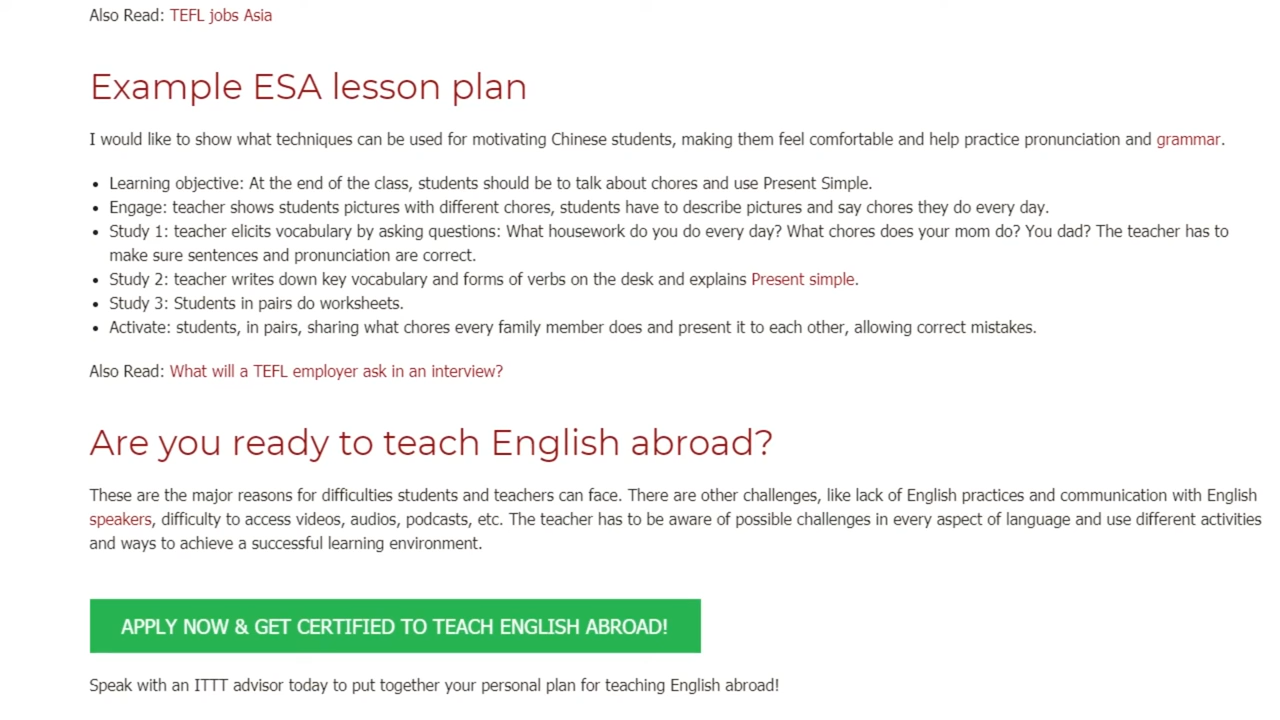 Also Read: TEFL jobs Asia
Example ESA lesson plan
I would like to show what techniques can be used for motivating Chinese students, making them feel comfortable and help practice pronunciation and grammar.
• Learning objective: At the end of the class, students should be to talk about chores and use Present Simple.
• Engage: teacher shows students pictures with different chores, students have to describe pictures and say chores they do every day.
• Study 1: teacher elicits vocabulary by asking questions: What housework do you do every day? What chores does your mom do? You dad? The teacher has to
make sure sentences and pronunciation are correct.
• Study 2: teacher writes down key vocabulary and forms of verbs on the desk and explains Present simple.
• Study 3: Students in pairs do worksheets.
• Activate: students, in pairs, sharing what chores every family member does and present it to each other, allowing correct mistakes.
Also Read: What will a TEFL employer ask in an interview?
Are you ready to teach English abroad?
These are the major reasons for difficulties students and teachers can face. There are other challenges, like lack of English practices and communication with English
speakers, difficulty to access videos, audios, podcasts, etc. The teacher has to be aware of possible challenges in every aspect of language and use different activities
and ways to achieve a successful learning environment.
APPLY NOW & GET CERTIFIED TO TEACH ENGLISH ABROAD!
Speak with an ITTT advisor today to put together your personal plan for teaching English abroad!